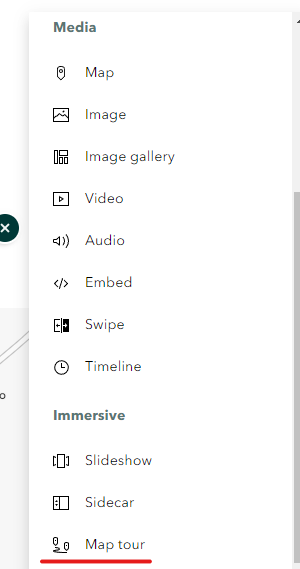 Media
Map
Image
Image gallery
Video
Audio
Embed
Swipe
Timeline
Immersive
Slideshow
Sidecar
Map tour